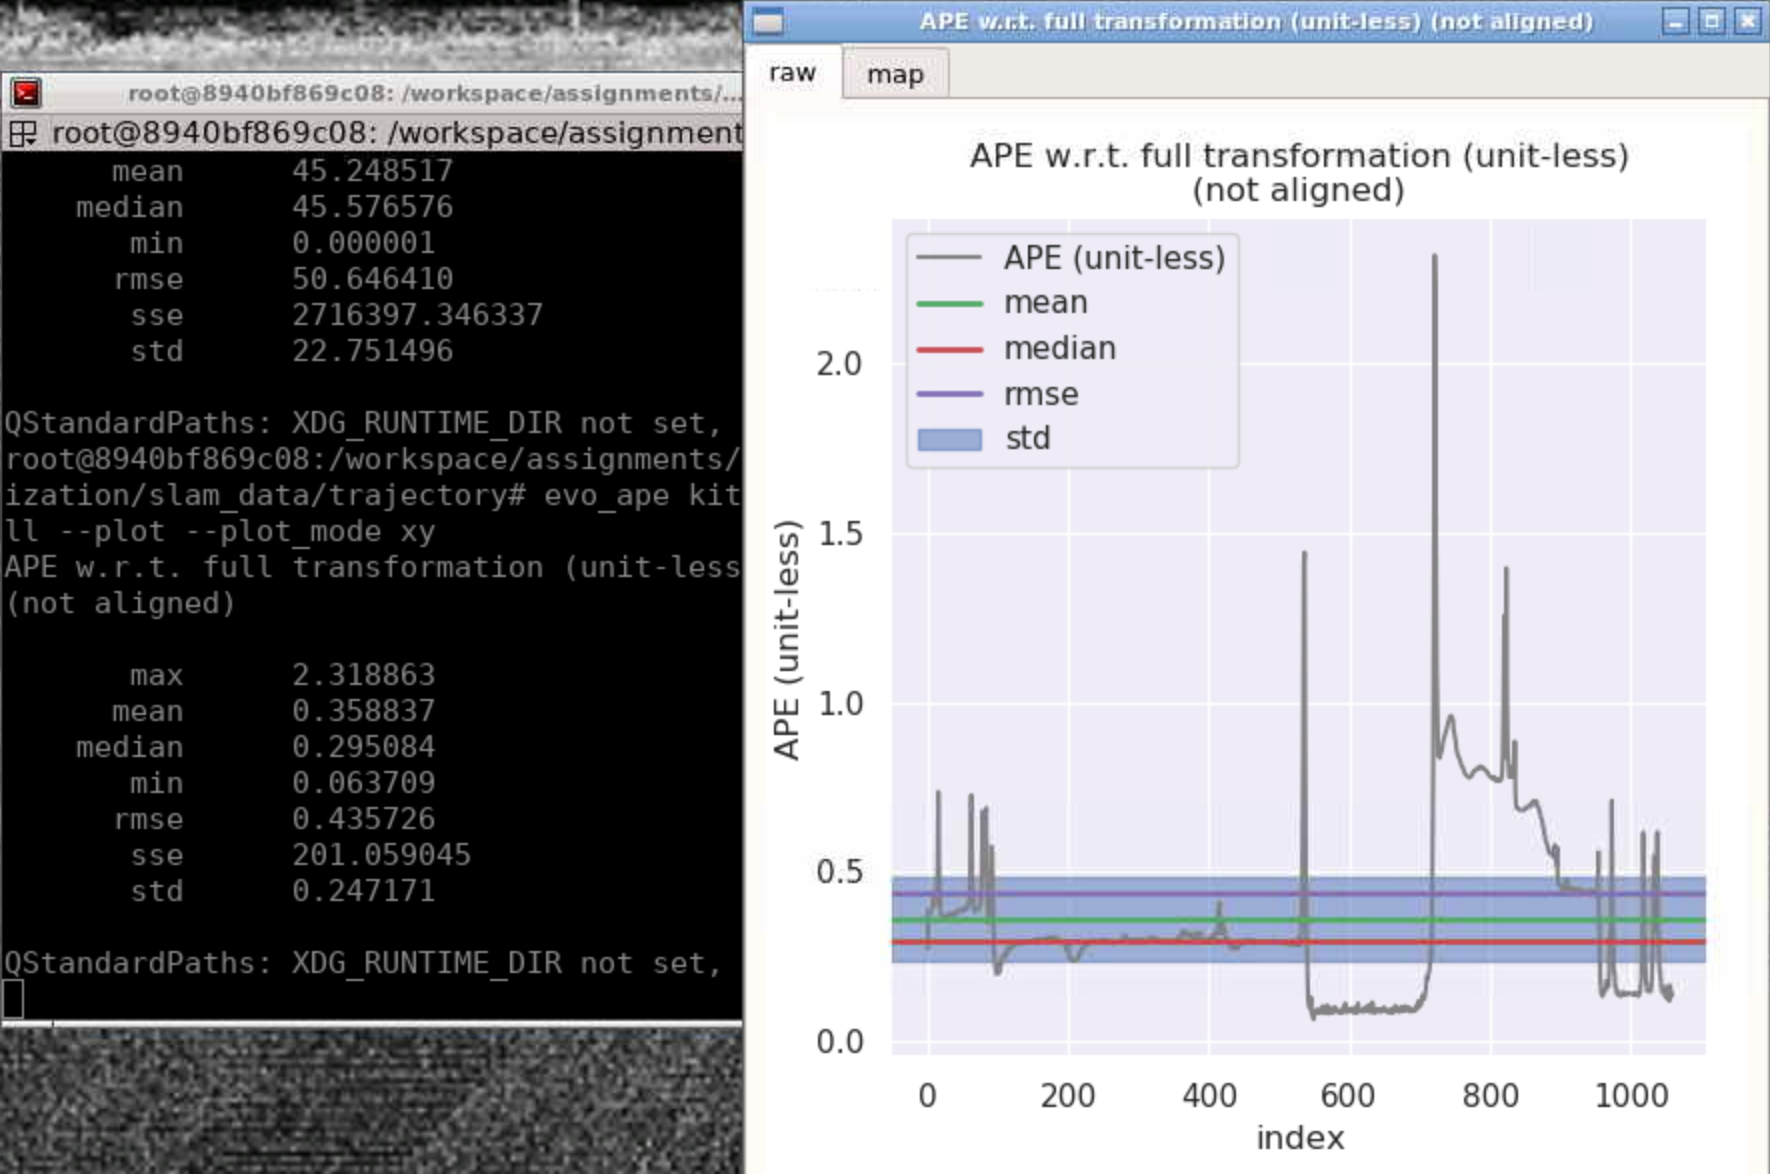 root@8940bf869c08: /workspace/assignments/...
root@8940bf869c08: /workspace/assignment
mean 45.248517
median 45.576576
min 0.000001
rmse 50.646410
sse 2716397.346337
std 22.751496
QStandardPaths: XDG_RUNTIME_DIR not set,
root@8940bf869c08:/workspace/assignments/
ization/slam_data/trajectory# evo_ape kit
ll --plot --plot_mode xy
APE w.r.t. full transformation (unit-less
(not aligned)
max 2.318863
mean 0.358837
median 0.295084
min 0.063709
rmse 0.435726
sse 201.059045
std 0.247171
QStandardPaths: XDG_RUNTIME_DIR not set,
APE w.r.t. full transformation (unit-less) (not aligned)
raw map
APE w.r.t. full transformation (unit-less)
(not aligned)
APE (unit-less)
mean
median
rmse
std
APE (unit-less)
2.0
1.5
1.0
0.5
0.0
0 200 400 600 800 1000
index